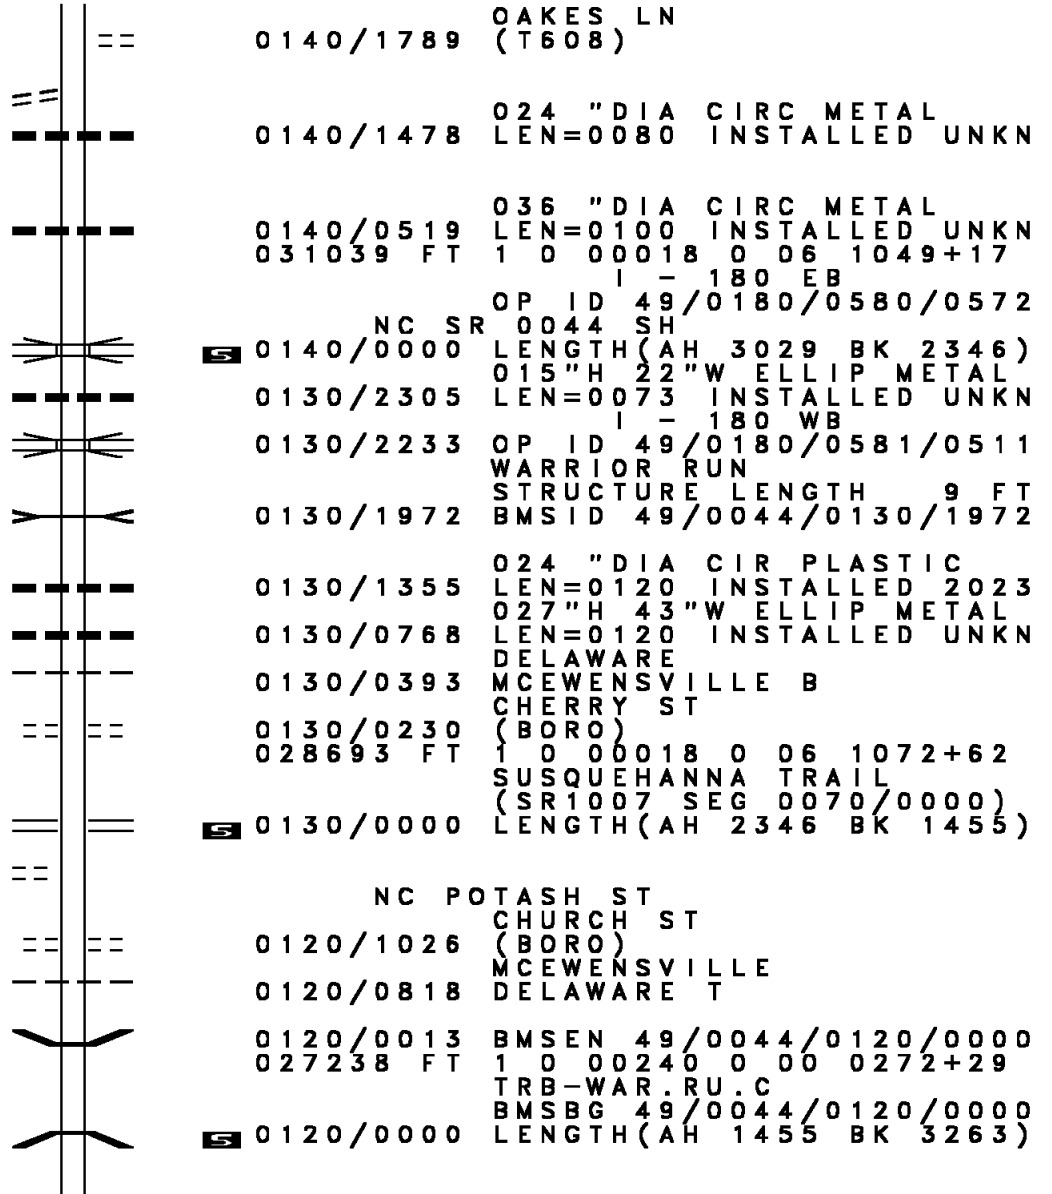 OAKES LN
0140/1789 (T608)
024 "DIA CIRC METAL
0140/1478 LEN=0080 INSTALLED UNKN
036 "DIA CIRC METAL
0140/0519 LEN=0100 INSTALLED UNKN
031039 FT 1 0 00018 0 06 1049+17
I - 180 EB
OP ID 49/0180/0580/0572
NC SR 0044 SH
S 0140/0000 LENGTH(AH 3029 BK 2346)
015"H 22"W ELLIP METAL
0130/2305 LEN=0073 INSTALLED UNKN
I - 180 WB
0130/2233 OP ID 49/0180/0581/0511
WARRIOR RUN
STRUCTURE LENGTH 9 FT
0130/1972 BMSID 49/0044/0130/1972
024 "DIA CIR PLASTIC
0130/1355 LEN=0120 INSTALLED 2023
027"H 43"W ELLIP METAL
0130/0768 LEN=0120 INSTALLED UNKN
DELAWARE
0130/0393 MCEWENSVILLE B
CHERRY ST
0130/0230 (BORO)
028693 FT 1 0 00018 0 06 1072+62
SUSQUEHANNA TRAIL
(SR1007 SEG 0070/0000)
S 0130/0000 LENGTH(AH 2346 BK 1455)
NC POTASH ST
CHURCH ST
0120/1026 (BORO)
MCEWENSVILLE
0120/0818 DELAWARE T
0120/0013 BMSEN 49/0044/0120/0000
027238 FT 1 0 00240 0 00 0272+29
TRB-WAR.RU.C
BMSBG 49/0044/0120/0000
S 0120/0000 LENGTH(AH 1455 BK 3263)